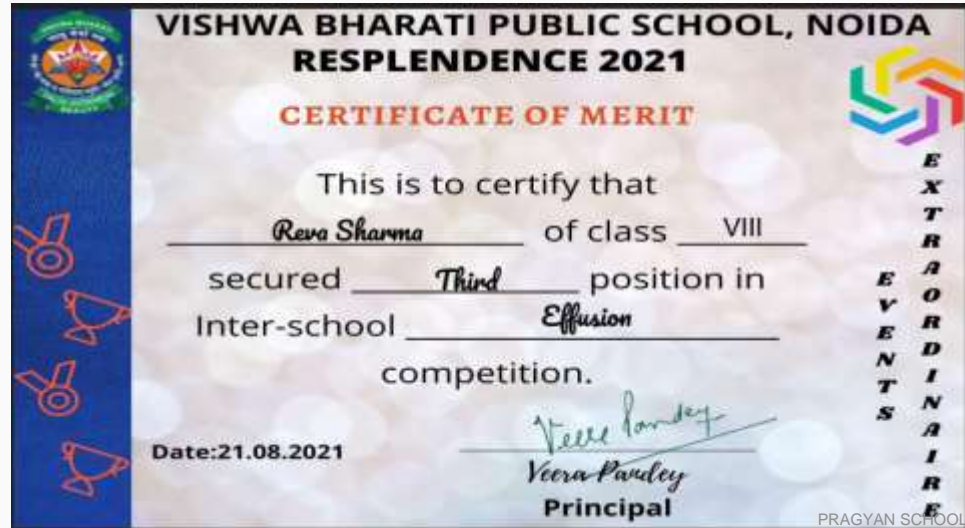 VISHWA BHARATI PUBLIC SCHOOL, NOIDA
RESPLENDENCE 2021
CERTIFICATE OF MERIT
This is to certify that
Reva Sharma of class VIII
secured Third position in
Inter-school Effusion
competition.
Date:21.08.2021
Veera Pandey
Principal
EVENTS
EXTRAORDINAIRE
PRAGYAN SCHOOL